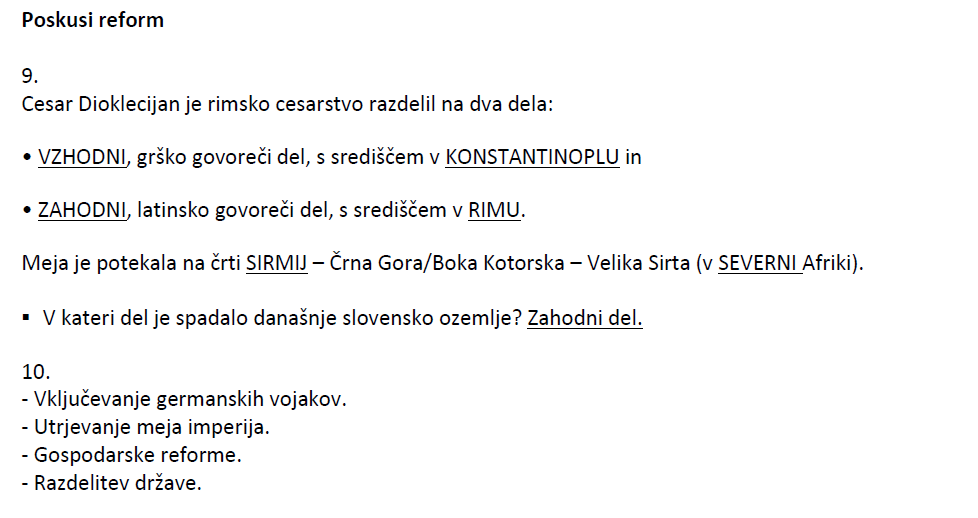 Poskusi reform
9.
Cesar Dioklecijan je rimsko cesarstvo razdelil na dva dela:
• VZHODNI, grško govoreči del, s središčem v KONSTANTINOPLU in
• ZAHODNI, latinsko govoreči del, s središčem v RIMU.
Meja je potekala na črti SIRMIJ – Črna Gora/Boka Kotorska – Velika Sirta (v SEVERNI Afriki).
▪ V kateri del je spadalo današnje slovensko ozemlje? Zahodni del.
10.
- Vključevanje germanskih vojakov.
- Utrjevanje meja imperija.
- Gospodarske reforme.
- Razdelitev države.